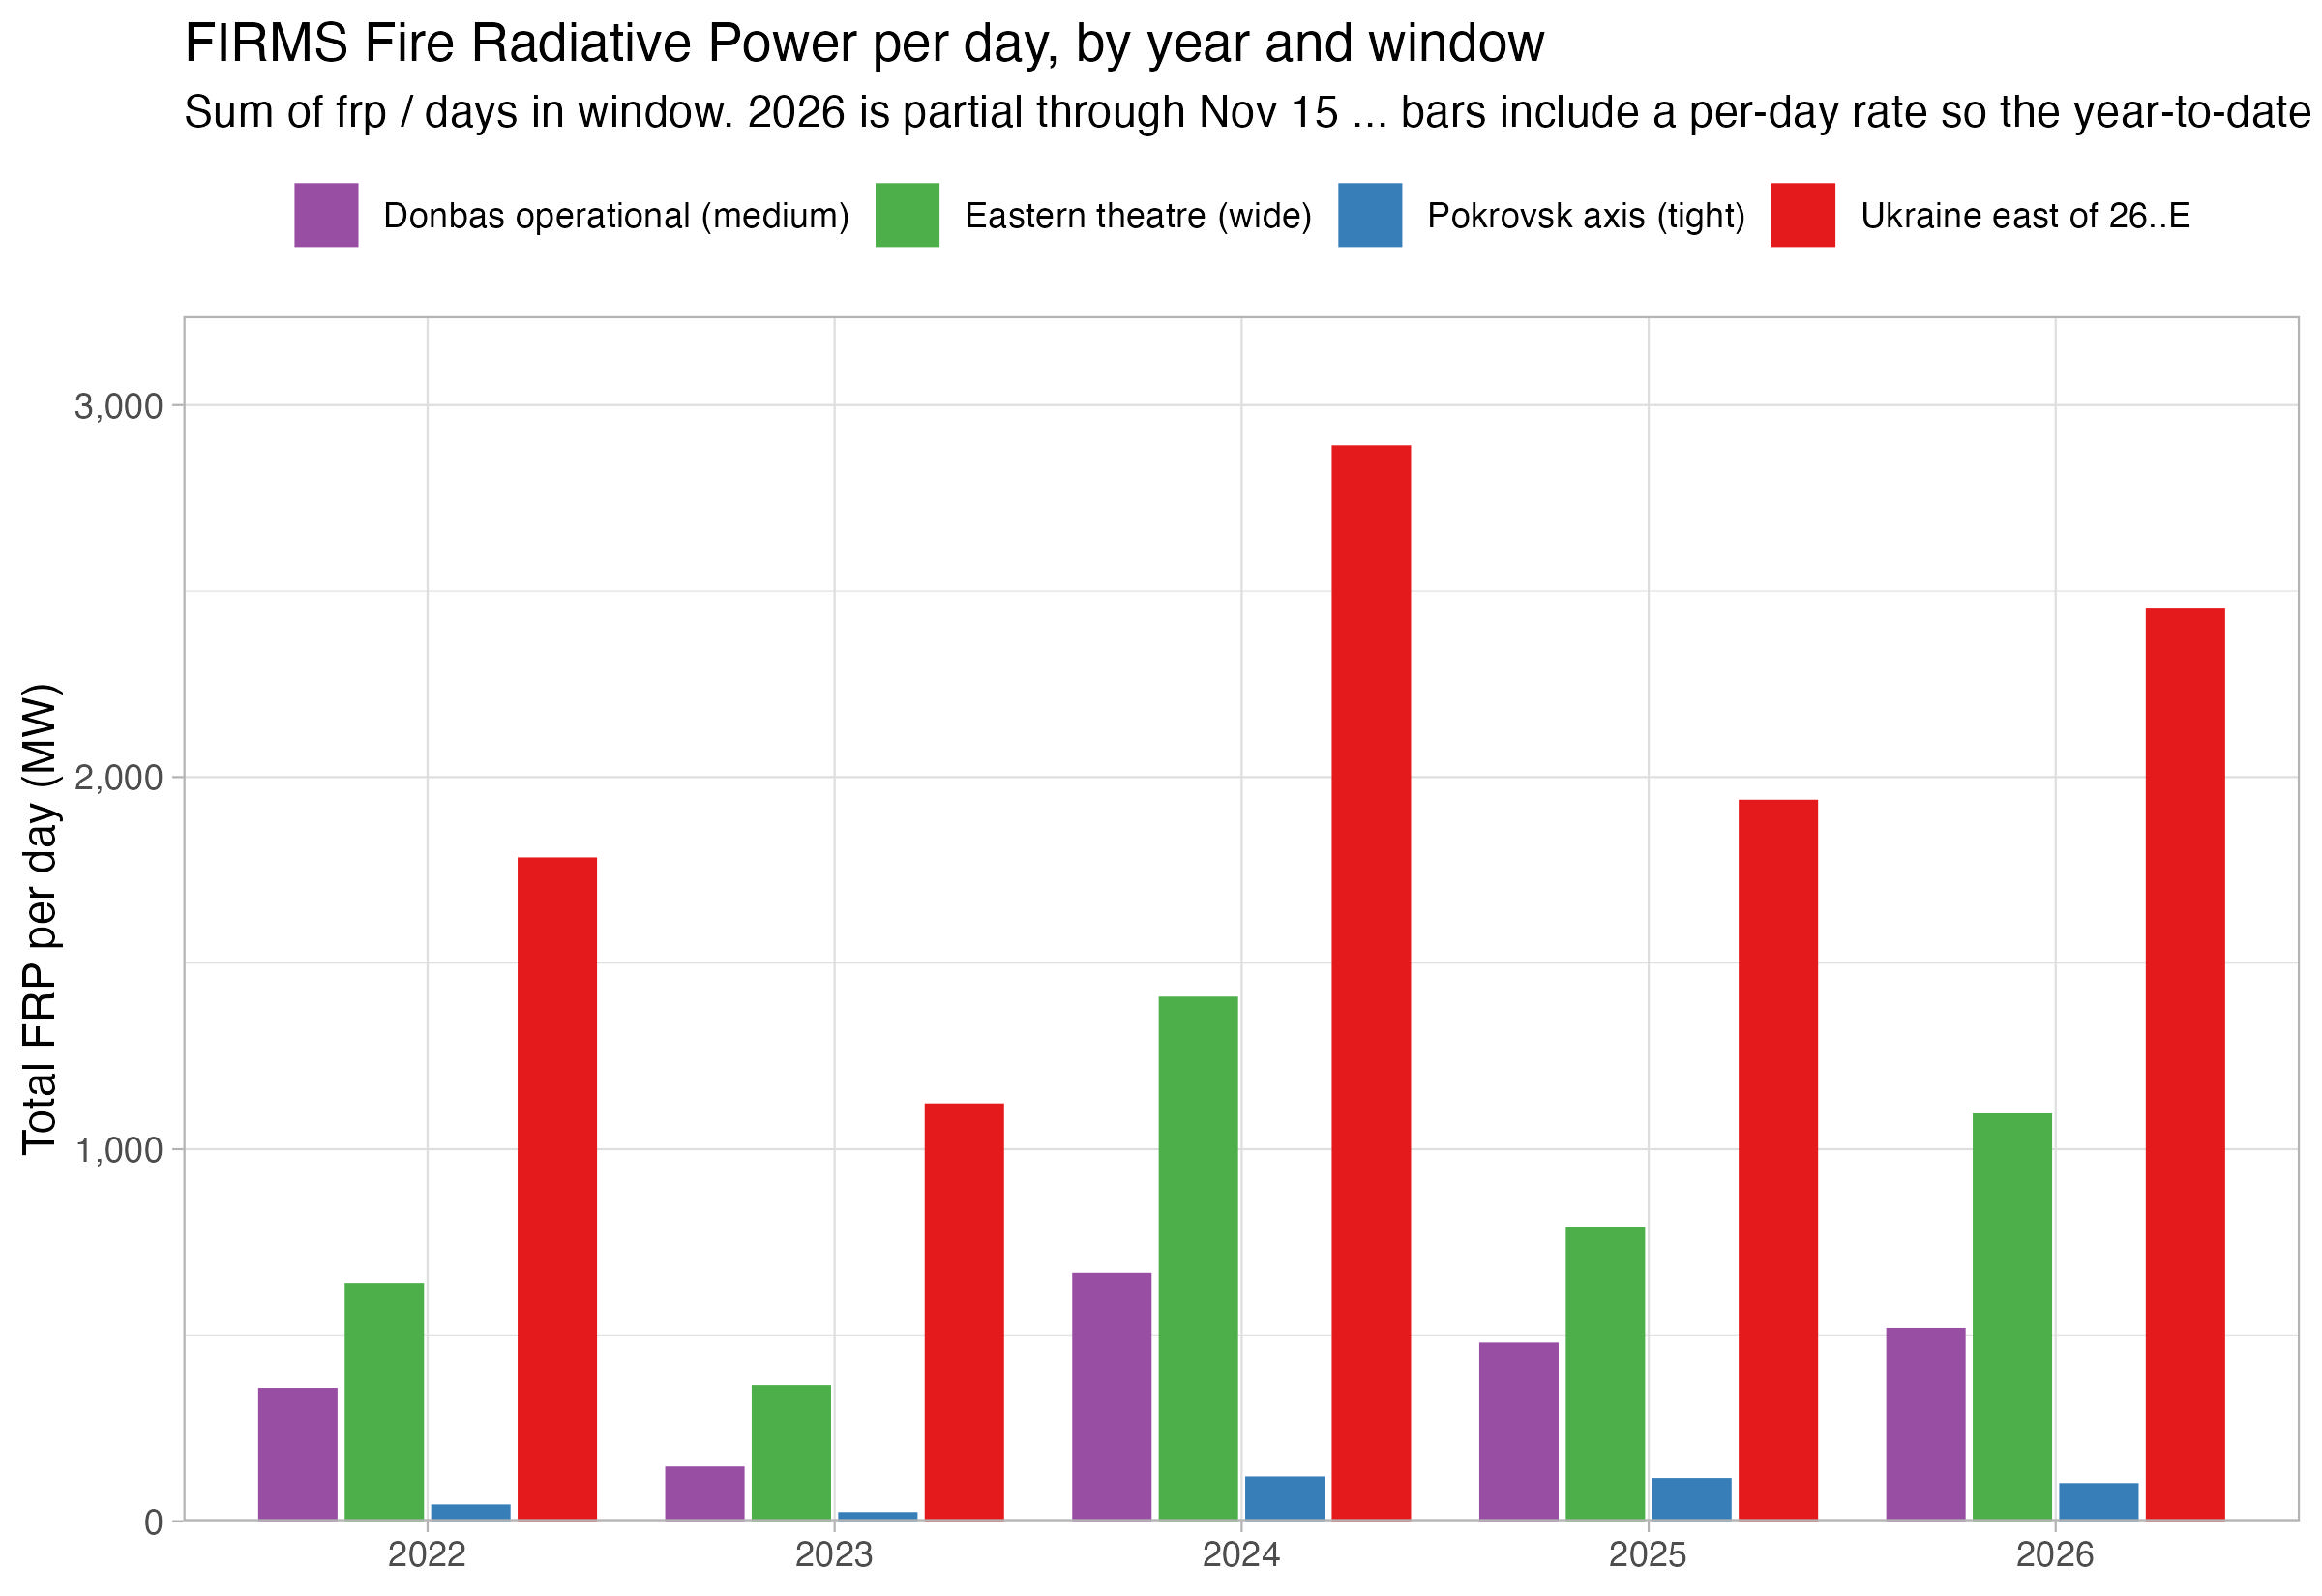 FIRMS Fire Radiative Power per day, by year and window
Sum of frp / days in window. 2026 is partial through Nov 15 ... bars include a per-day rate so the year-to-date
Donbas operational (medium)
Eastern theatre (wide)
Pokrovsk axis (tight)
Ukraine east of 26..E
Total FRP per day (MW)
3,000
2,000
1,000
0
2022
2023
2024
2025
2026